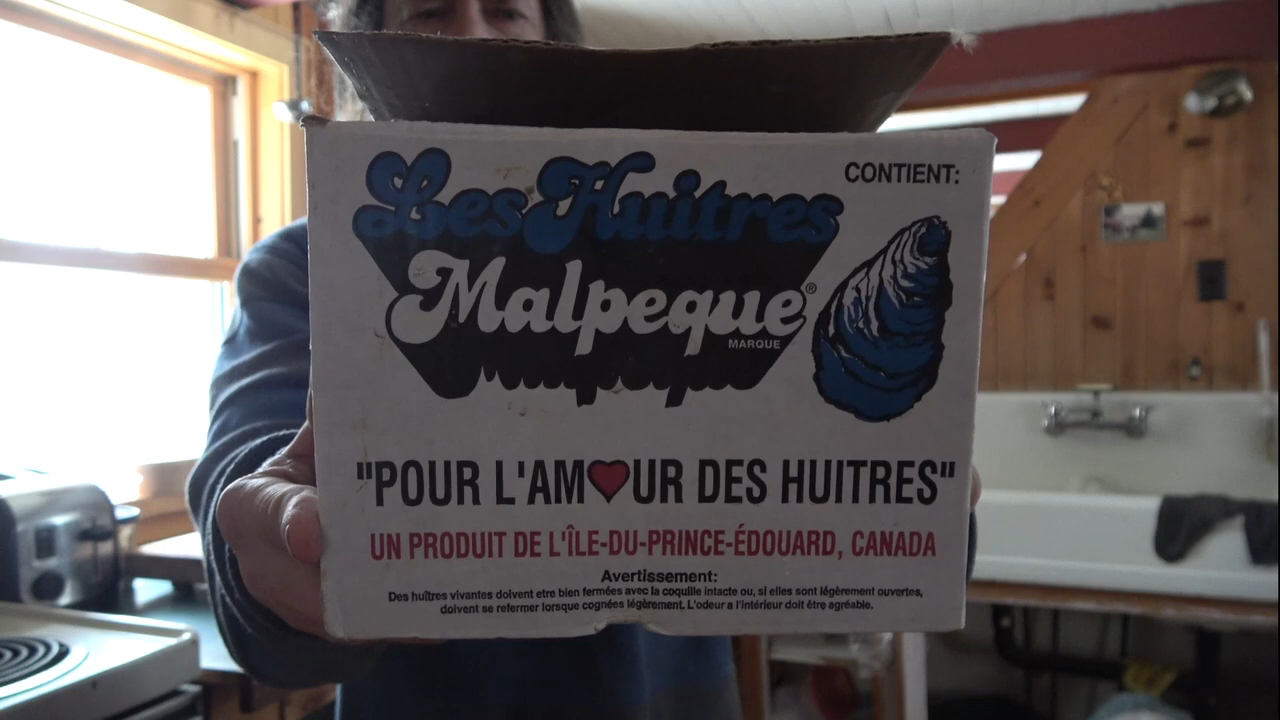 CONTIENT:
Les Huitres
Malpeque®
MARQUE
"POUR L'AM♥UR DES HUITRES"
UN PRODUIT DE L'ÎLE-DU-PRINCE-ÉDOUARD, CANADA
Avertissement:
Des huîtres vivantes doivent etre bien fermées avec la coquille intacte ou, si elles sont légèrement ouvertes,
doivent se refermer lorsque cognées légèrement. L'odeur a l'intérieur doit être agréable.